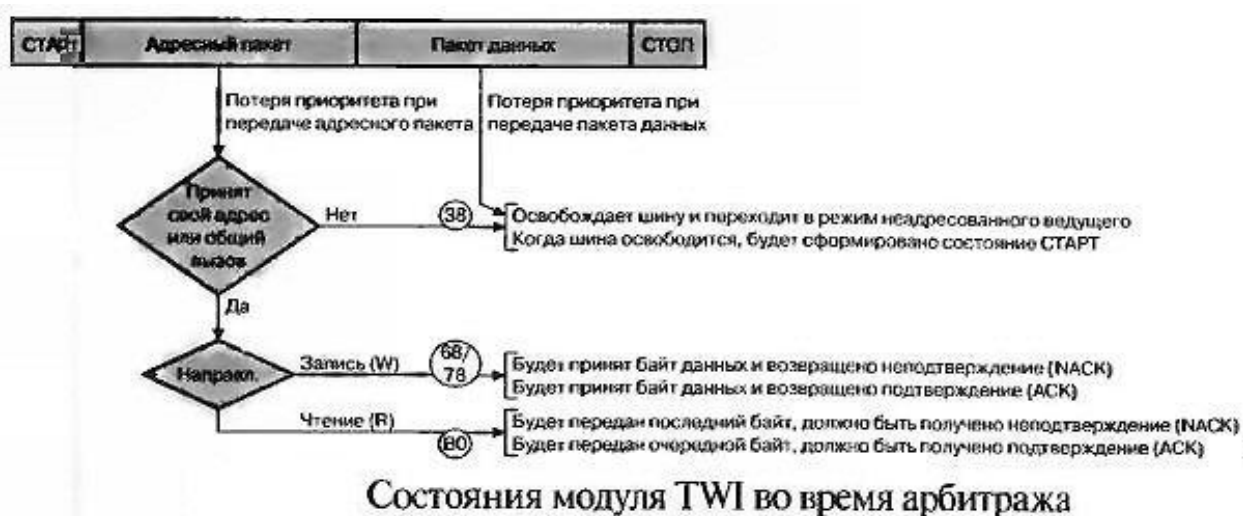 СТАРТ Адресный пакет Пакет данных СТОП
Потеря приоритета при
передаче адресного пакета
Потеря приоритета при
передаче пакета данных
Принят
свой адрес
или общий
вызов
Нет
38
Освобождает шину и переходит в режим неадресованного ведущего
Когда шина освободится, будет сформировано состояние СТАРТ
Да
Направл.
Запись (W)
68/
78
Будет принят байт данных и возвращено неподтверждение (NACK)
Будет принят байт данных и возвращено подтверждение (ACK)
Чтение (R)
B0
Будет передан последний байт, должно быть получено неподтверждение (NACK)
Будет передан очередной байт, должно быть получено подтверждение (ACK)
Состояния модуля TWI во время арбитража